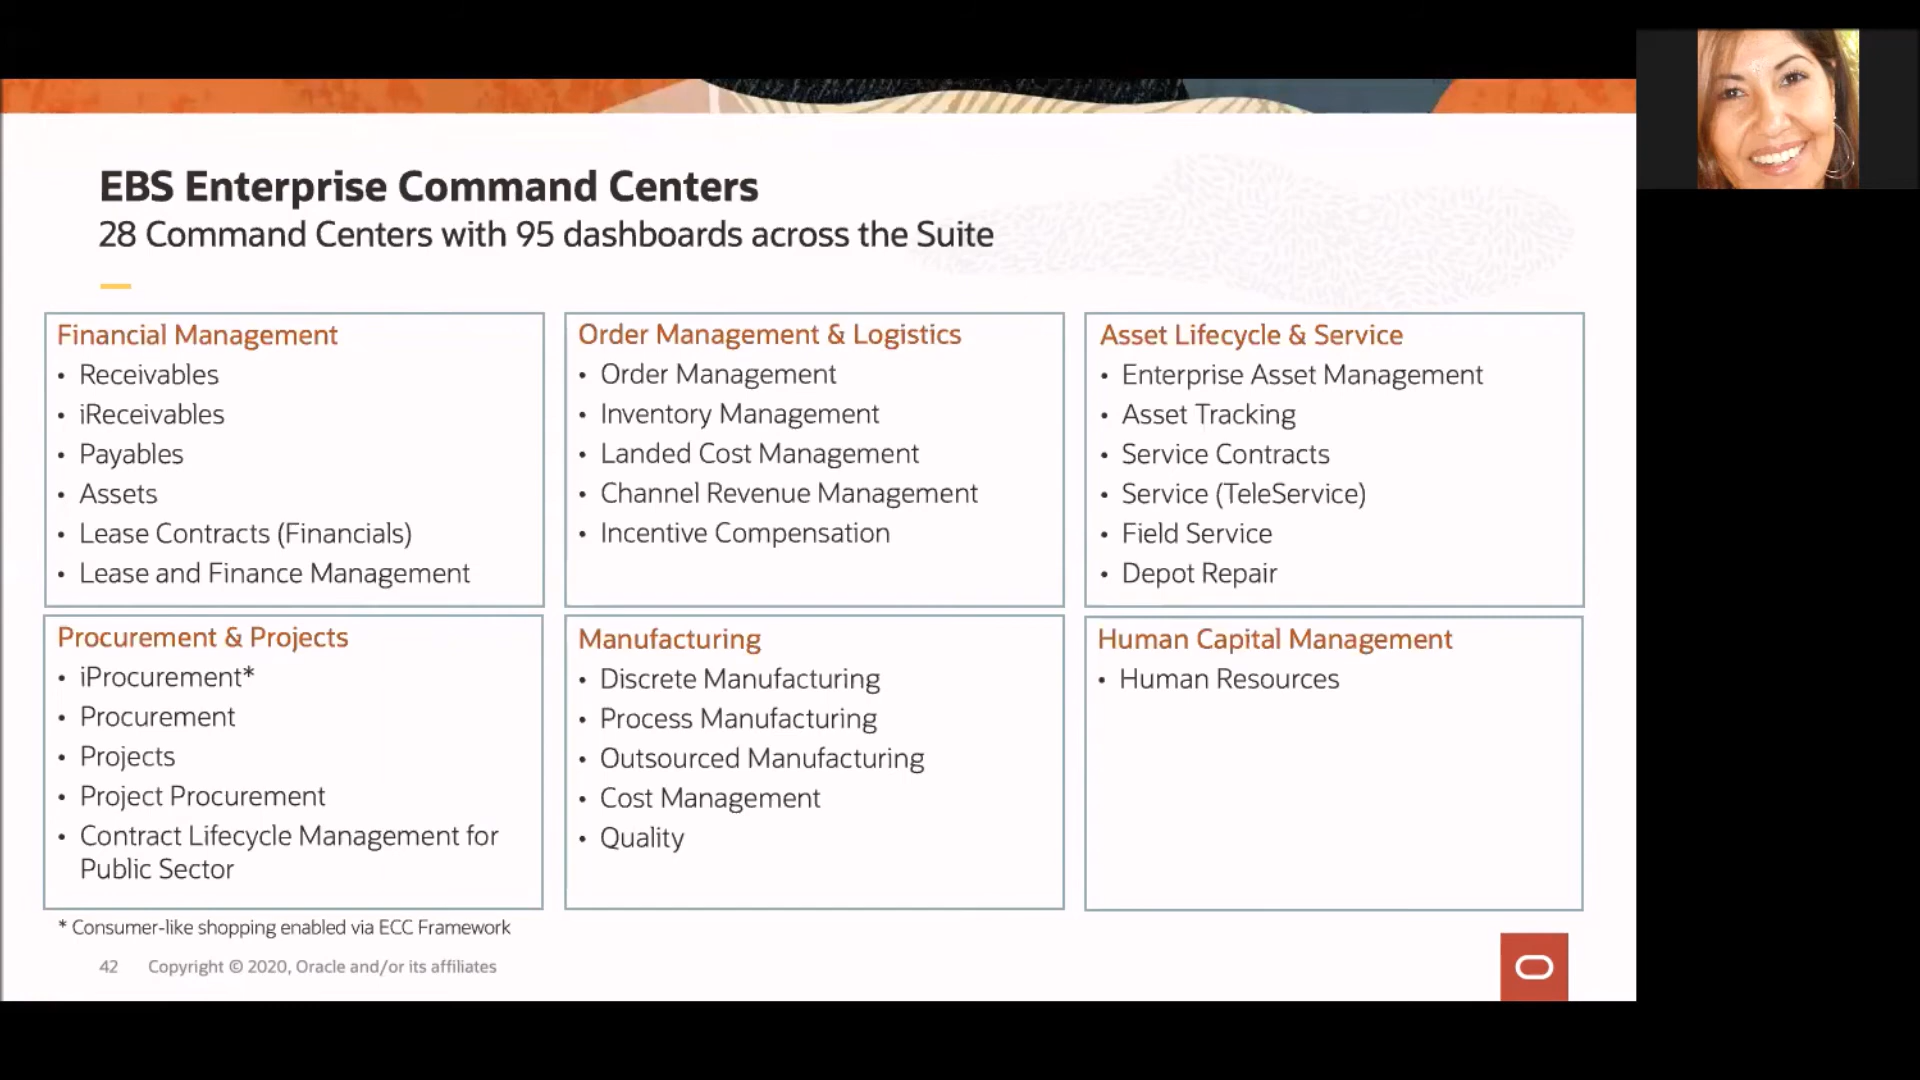 EBS Enterprise Command Centers
28 Command Centers with 95 dashboards across the Suite
Financial Management
• Receivables
• iReceivables
• Payables
• Assets
• Lease Contracts (Financials)
• Lease and Finance Management
Order Management & Logistics
• Order Management
• Inventory Management
• Landed Cost Management
• Channel Revenue Management
• Incentive Compensation
Asset Lifecycle & Service
• Enterprise Asset Management
• Asset Tracking
• Service Contracts
• Service (TeleService)
• Field Service
• Depot Repair
Procurement & Projects
• iProcurement*
• Procurement
• Projects
• Project Procurement
• Contract Lifecycle Management for
Public Sector
Manufacturing
• Discrete Manufacturing
• Process Manufacturing
• Outsourced Manufacturing
• Cost Management
• Quality
Human Capital Management
• Human Resources
* Consumer-like shopping enabled via ECC Framework
42 Copyright © 2020, Oracle and/or its affiliates